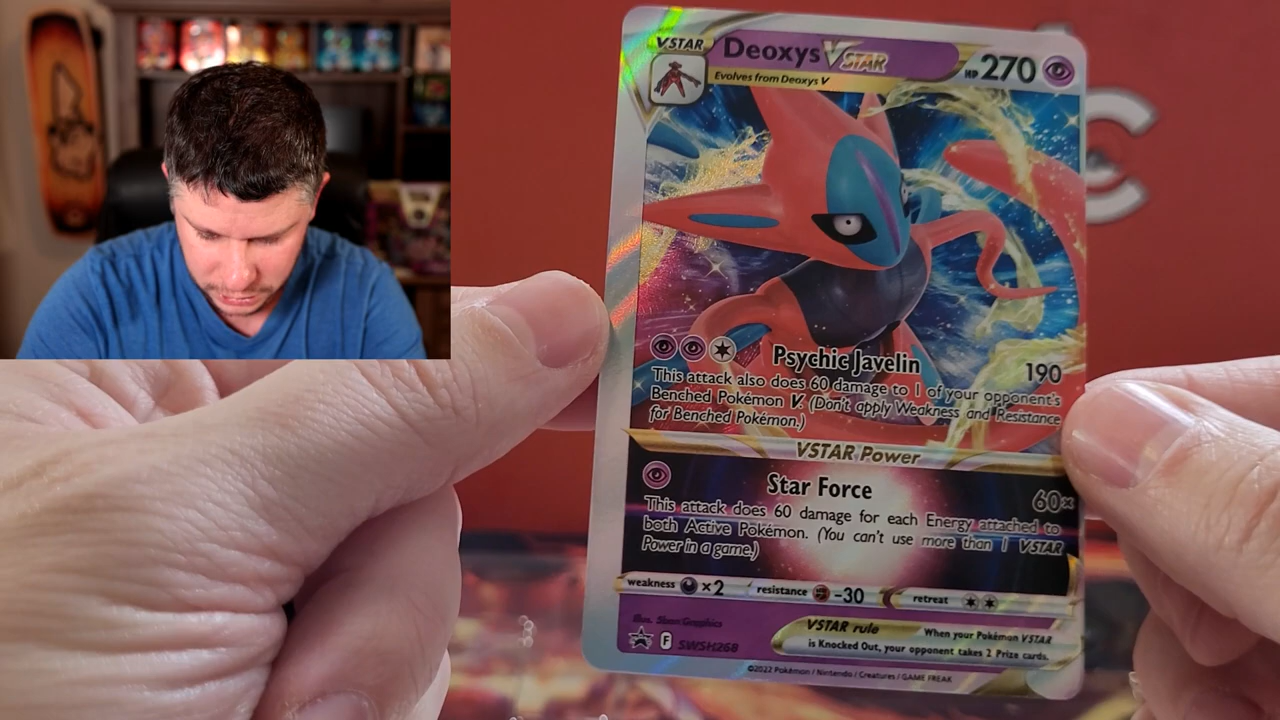 VSTAR
Deoxys VSTAR
HP 270
Evolves from Deoxys V
Psychic Javelin 190
This attack also does 60 damage to 1 of your opponent's
Benched Pokémon V. (Don't apply Weakness and Resistance
for Benched Pokémon.)
VSTAR Power
Star Force 60x
This attack does 60 damage for each Energy attached to
both Active Pokémon. (You can't use more than 1 VSTAR
Power in a game.)
weakness ×2 resistance -30 retreat
Illus. 5ban Graphics
VSTAR rule When your Pokémon VSTAR
is Knocked Out, your opponent takes 2 Prize cards.
F SWSH268
©2022 Pokémon / Nintendo / Creatures / GAME FREAK